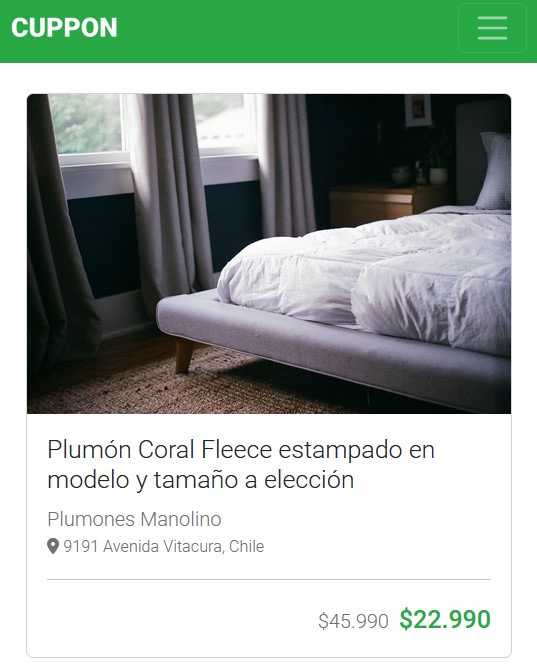 CUPPON
Plumón Coral Fleece estampado en
modelo y tamaño a elección
Plumones Manolino
9191 Avenida Vitacura, Chile
$45.990 $22.990